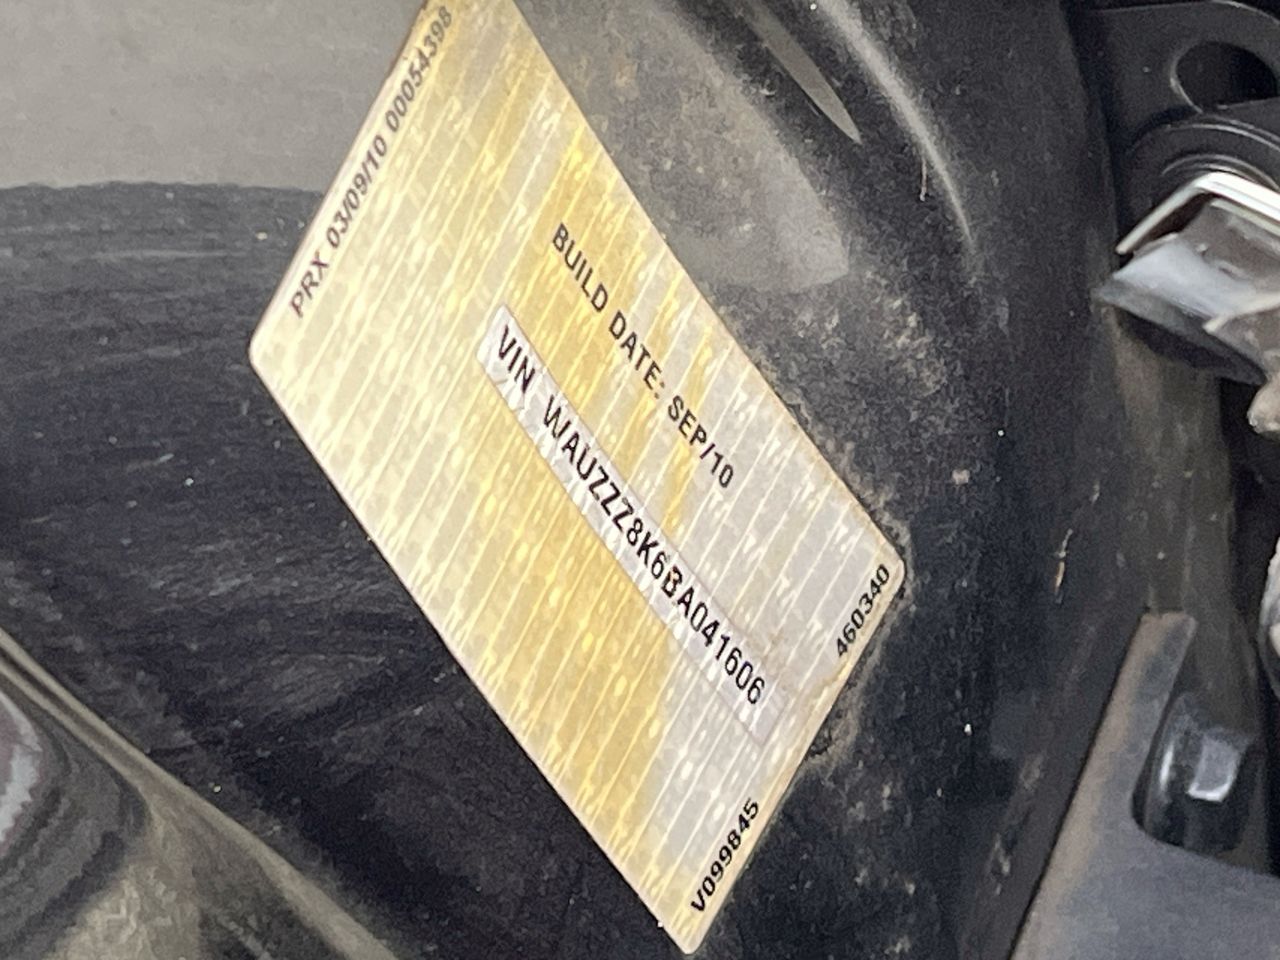 PRX 03/09/10 00054398
BUILD DATE: SEP/10
VIN WAUZZZ8K6BA041606
460340
V099845